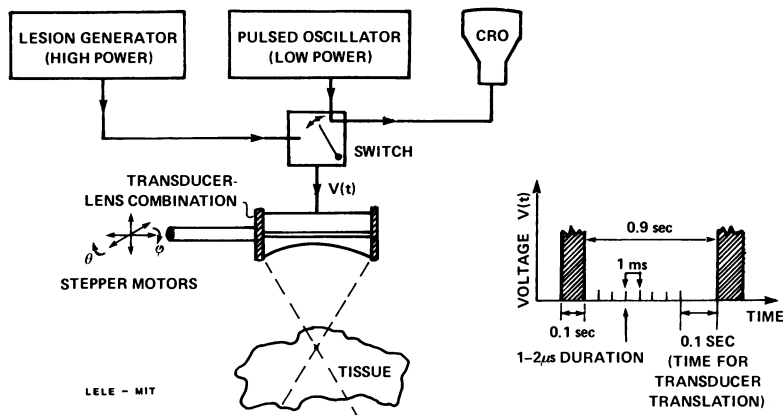 LESION GENERATOR
(HIGH POWER)
PULSED OSCILLATOR
(LOW POWER)
CRO
SWITCH
TRANSDUCER-
LENS COMBINATION
V(t)
θ
φ
STEPPER MOTORS
TISSUE
LELE - MIT
VOLTAGE V(t)
0.9 sec
1 ms
TIME
0.1 sec
1-2μs DURATION
0.1 SEC
(TIME FOR
TRANSDUCER
TRANSLATION)